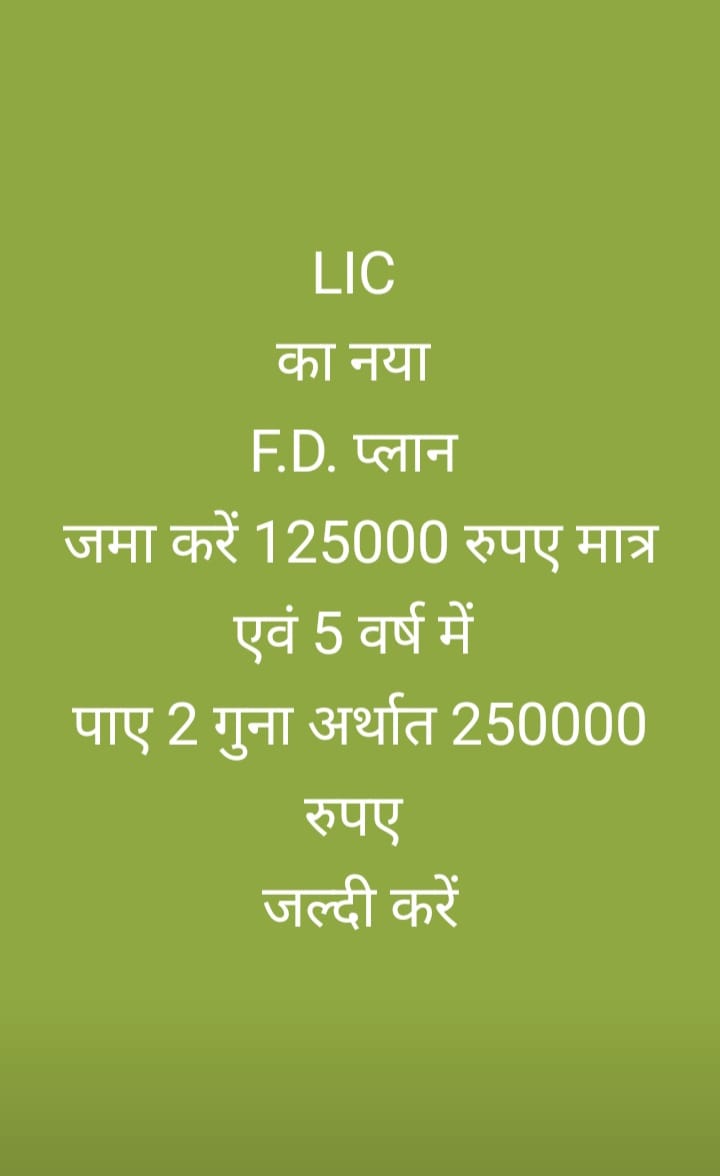 LIC
का नया
F.D. प्लान
जमा करें 125000 रुपए मात्र
एवं 5 वर्ष में
पाए 2 गुना अर्थात 250000
रुपए
जल्दी करें